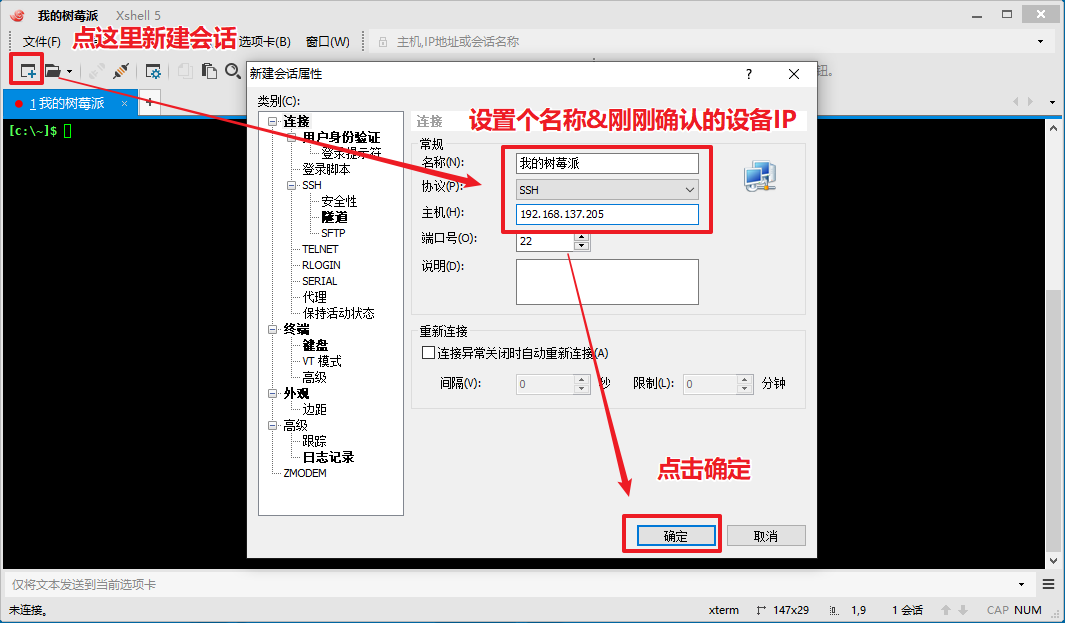 我的树莓派 Xshell 5
文件(F) 点这里新建会话 选项卡(B) 窗口(W) 主机,IP地址或会话名称
钮。
1 我的树莓派 × +
[c:\~]$
新建会话属性 ?
类别(C):
连接
用户身份验证
登录提示符
登录脚本
SSH
安全性
隧道
SFTP
TELNET
RLOGIN
SERIAL
代理
保持活动状态
终端
键盘
VT 模式
高级
外观
边距
高级
跟踪
日志记录
ZMODEM
连接 设置个名称&刚刚确认的设备IP
常规
名称(N): 我的树莓派
协议(P): SSH
主机(H): 192.168.137.205
端口号(O): 22
说明(D):
重新连接
连接异常关闭时自动重新连接(A)
间隔(V): 0 秒 限制(L): 0 分钟
点击确定
确定 取消
仅将文本发送到当前选项卡
未连接。 xterm 147x29 1,9 1 会话 CAP NUM